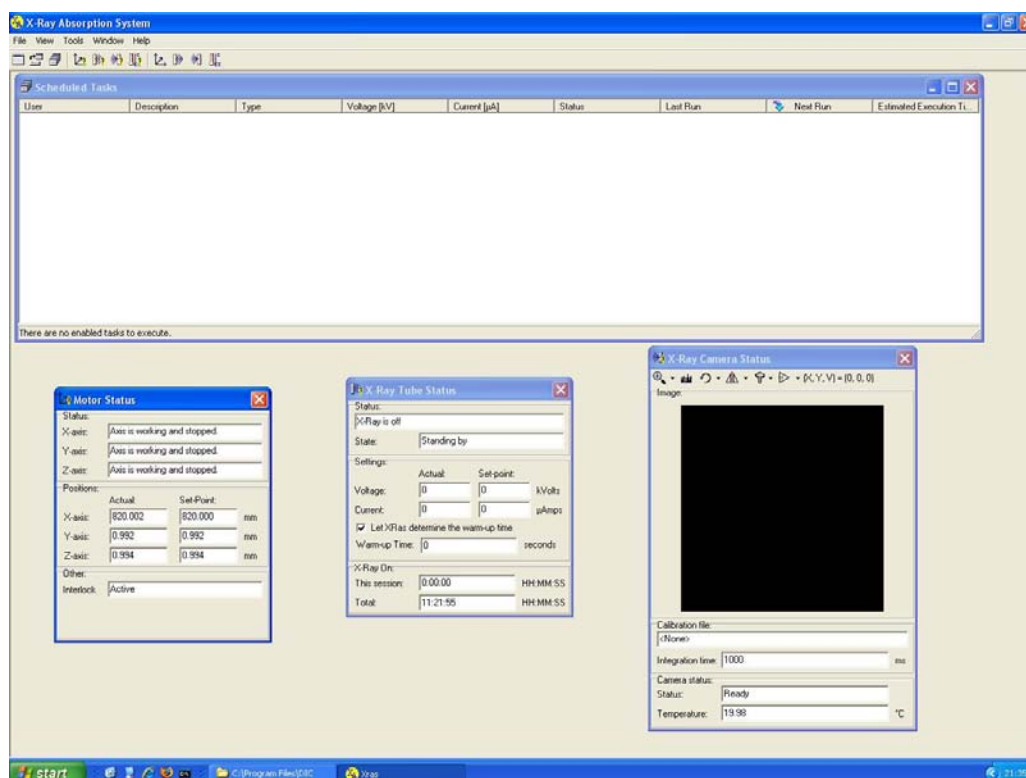 X-Ray Absorption System
File View Tools Window Help
Scheduled Tasks
User Description Type Voltage [kV] Current [µA] Status Last Run Next Run Estimated Execution Ti...
There are no enabled tasks to execute.
Motor Status
Status:
X-axis: Axis is working and stopped.
Y-axis: Axis is working and stopped.
Z-axis: Axis is working and stopped.
Positions:
Actual: Set-Point:
X-axis: 820.002 820.000 mm
Y-axis: 0.992 0.992 mm
Z-axis: 0.994 0.994 mm
Other:
Interlock: Active
X-Ray Tube Status
Status:
X-Ray is off
State: Standing by
Settings:
Actual: Set-point:
Voltage: 0 0 kVolts
Current: 0 0 µAmps
Let XRas determine the warm-up time
Warm-up Time: 0 seconds
X-Ray On:
This session: 0:00:00 HH:MM:SS
Total: 11:21:55 HH:MM:SS
X-Ray Camera Status
(X, Y, V) = (0, 0, 0)
Image:
Calibration file:
<None>
Integration time: 1000 ms
Camera status:
Status: Ready
Temperature: 19.98 °C
start C:\Program Files\DIC Xras